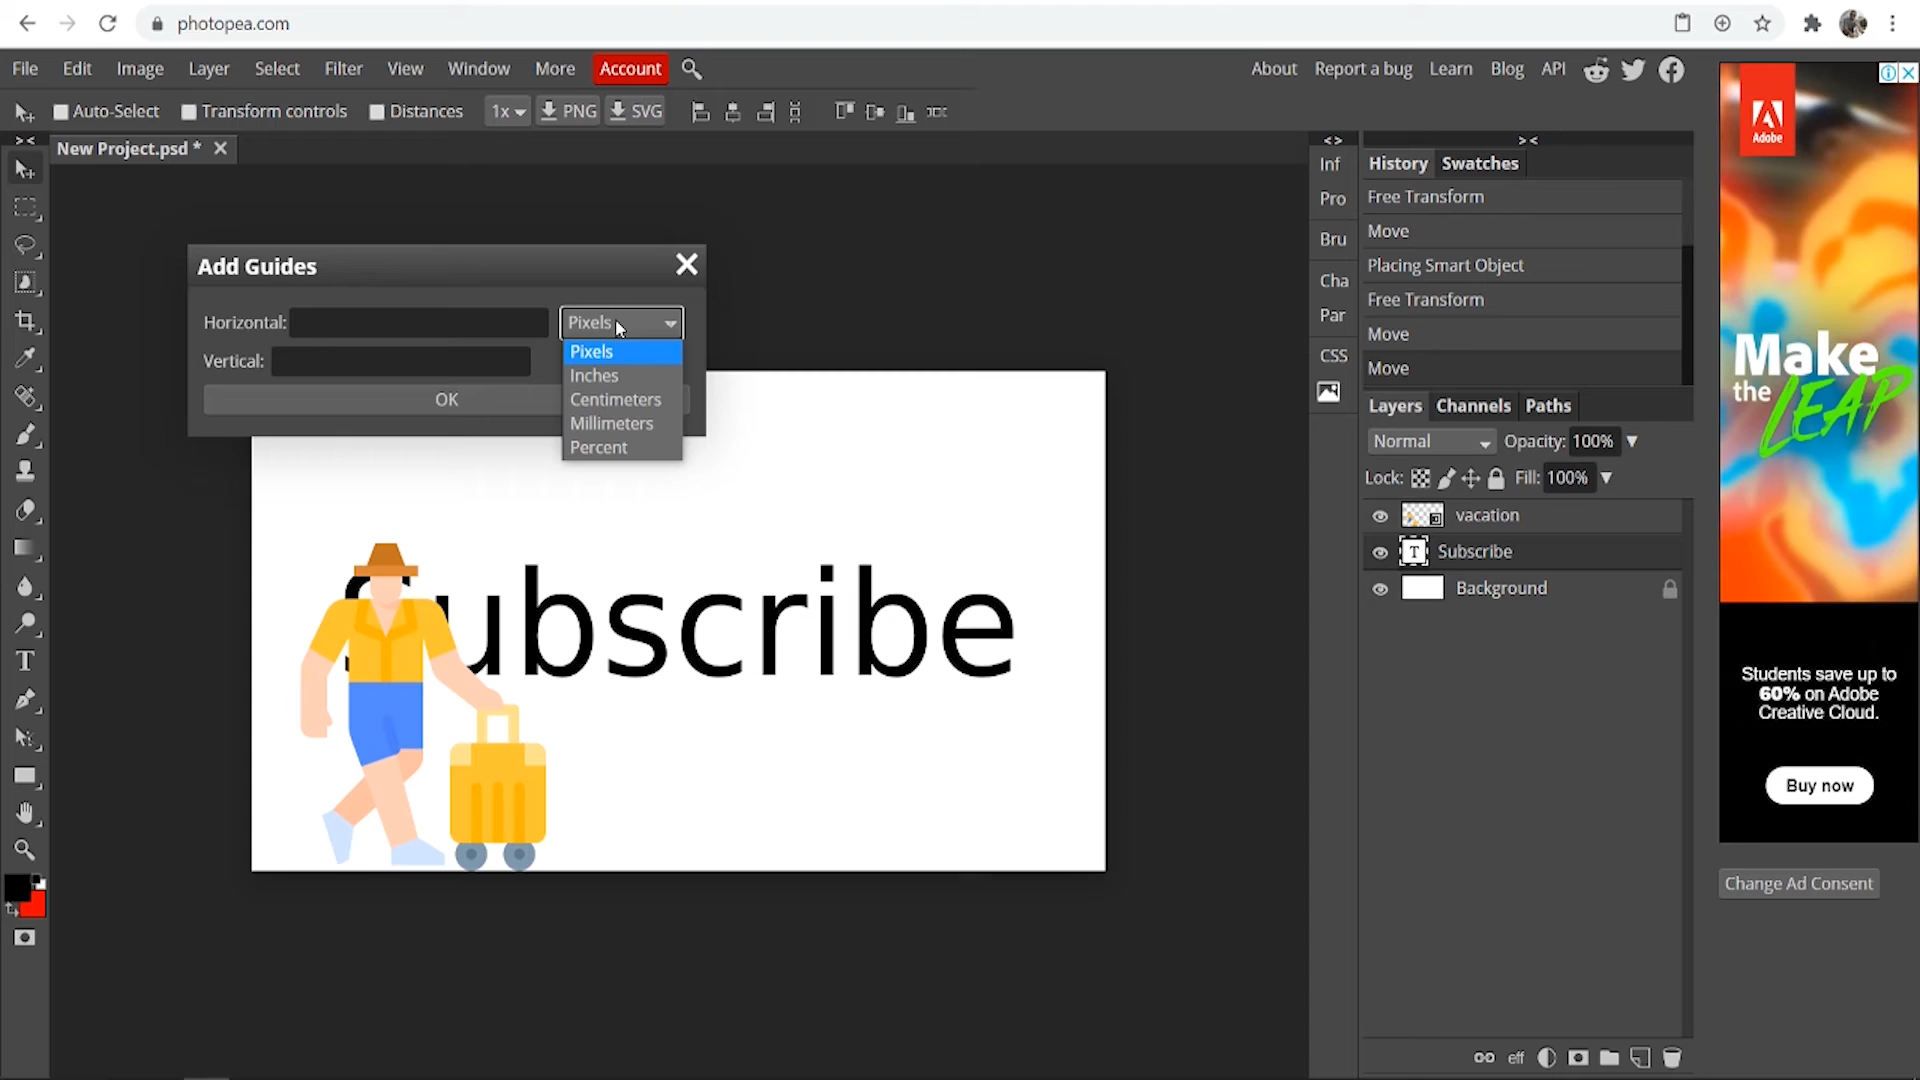 photopea.com
File Edit Image Layer Select Filter View Window More Account
About Report a bug Learn Blog API
Auto-Select Transform controls Distances 1x PNG SVG
New Project.psd *
Add Guides
Horizontal: Pixels
Vertical:
OK
Pixels
Inches
Centimeters
Millimeters
Percent
Subscribe
Inf
Pro
Bru
Cha
Par
CSS
History Swatches
Free Transform
Move
Placing Smart Object
Free Transform
Move
Move
Layers Channels Paths
Normal Opacity: 100%
Lock: Fill: 100%
vacation
T Subscribe
Background
eff
Adobe
Make
the LEAP
Students save up to
60% on Adobe
Creative Cloud.
Buy now
Change Ad Consent